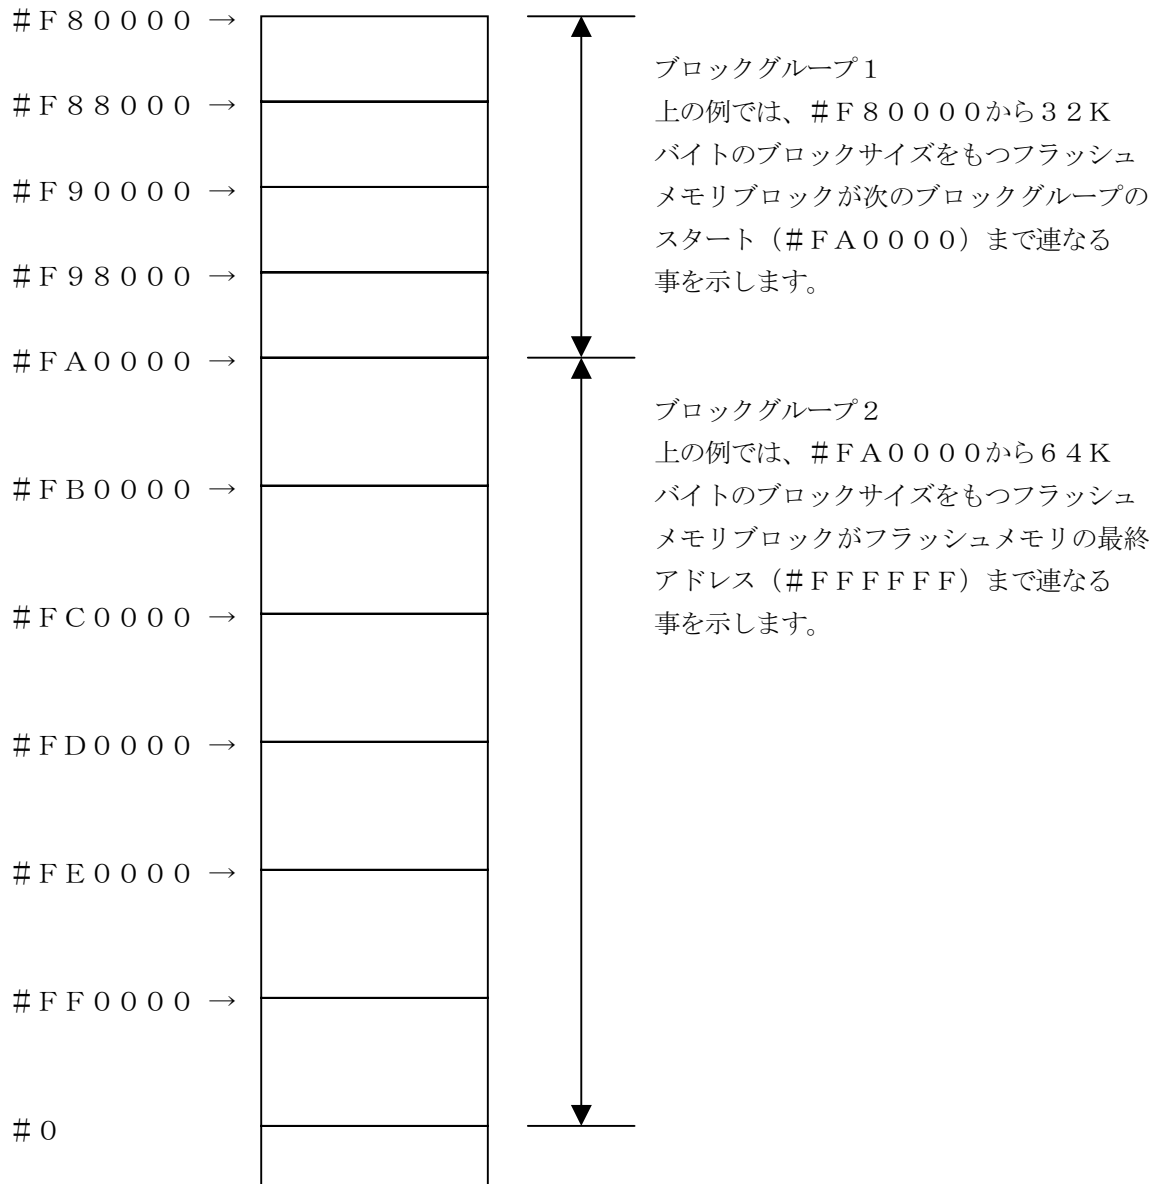 ＃Ｆ８００００ →
＃Ｆ８８０００ →
＃Ｆ９００００ →
＃Ｆ９８０００ →
＃ＦＡ００００ →
＃ＦＢ００００ →
＃ＦＣ００００ →
＃ＦＤ００００ →
＃ＦＥ００００ →
＃ＦＦ００００ →
＃０
ブロックグループ１
上の例では、＃Ｆ８００００から３２Ｋ
バイトのブロックサイズをもつフラッシュ
メモリブロックが次のブロックグループの
スタート（＃ＦＡ００００）まで連なる
事を示します。
ブロックグループ２
上の例では、＃ＦＡ００００から６４Ｋ
バイトのブロックサイズをもつフラッシュ
メモリブロックがフラッシュメモリの最終
アドレス（＃ＦＦＦＦＦＦ）まで連なる
事を示します。